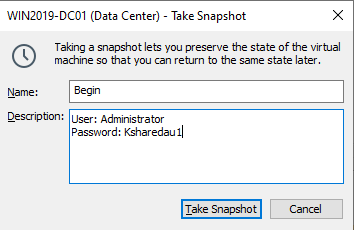 WIN2019-DC01 (Data Center) - Take Snapshot
Taking a snapshot lets you preserve the state of the virtual
machine so that you can return to the same state later.
Name:
Begin
Description:
User: Administrator
Password: Ksharedau1
Take Snapshot
Cancel